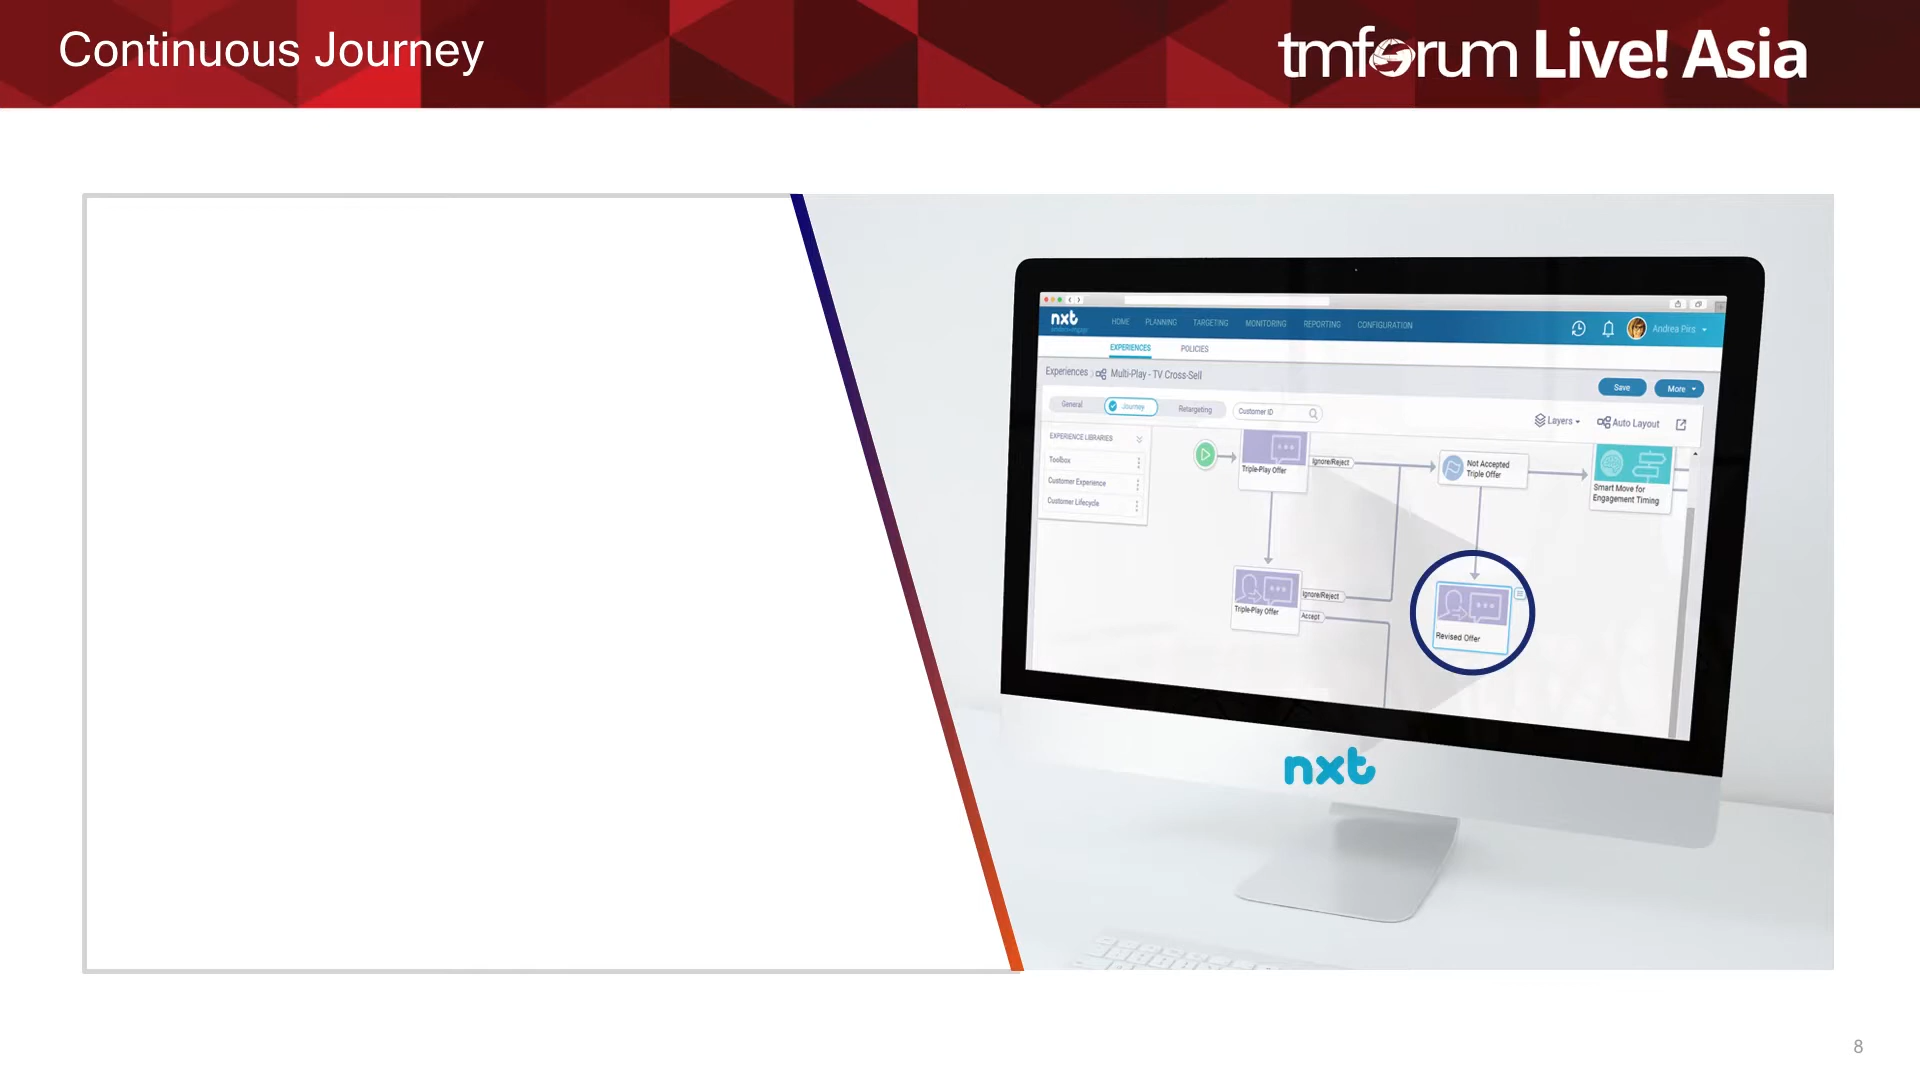 Continuous Journey
tmforum Live! Asia
nxt
HOME PLANNING TARGETING MONITORING REPORTING CONFIGURATION
Andrea Pirs
EXPERIENCES POLICIES
Experiences Multi-Play - TV Cross-Sell
Save More
General Journey Retargeting Customer ID
Layers Auto Layout
EXPERIENCE LIBRARIES
Toolbox
Customer Experience
Customer Lifecycle
Triple-Play Offer
Ignore/Reject
Not Accepted
Triple Offer
Smart Move for
Engagement Timing
Triple-Play Offer
Ignore/Reject
Accept
Revised Offer
nxt
8